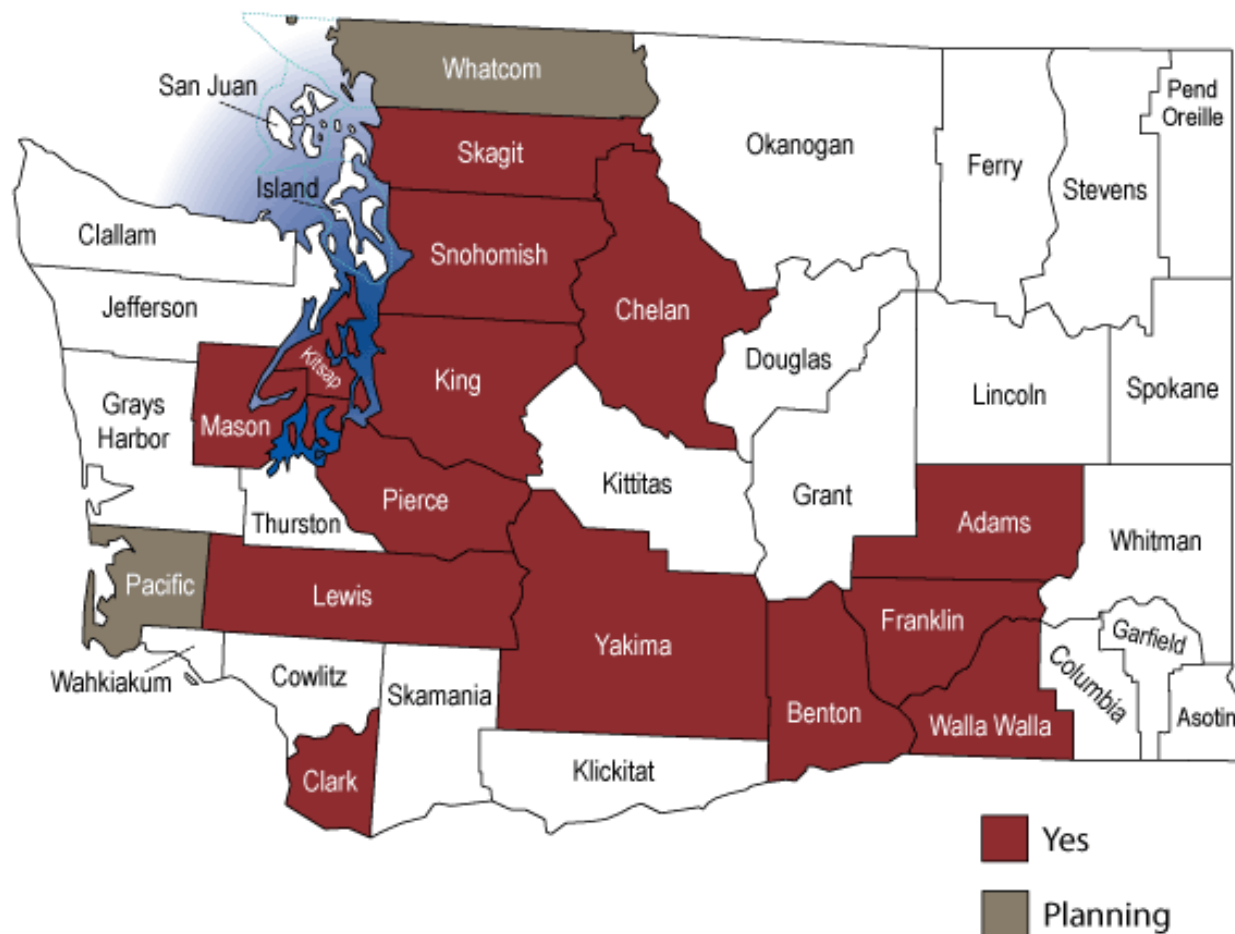 Whatcom
San Juan
Pend
Oreille
Okanogan
Skagit
Ferry
Stevens
Island
Clallam
Snohomish
Jefferson
Chelan
Douglas
Kitsap
King
Lincoln
Spokane
Grays
Harbor
Mason
Kittitas
Grant
Pierce
Thurston
Adams
Whitman
Pacific
Lewis
Franklin
Yakima
Garfield
Wahkiakum
Cowlitz
Skamania
Columbia
Benton
Walla Walla
Asotin
Clark
Klickitat
Yes
Planning